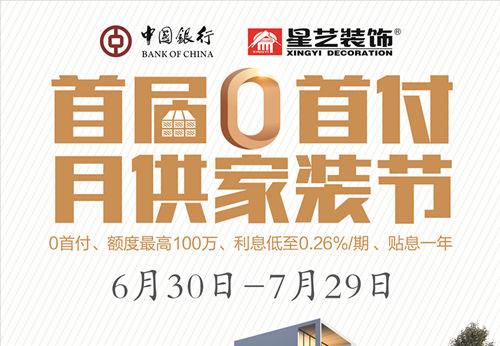 中国银行 星艺装饰®
BANK OF CHINA XINGYI DECORATION
首届0首付
月供家装节
0首付、额度最高100万、利息低至0.26%/期、贴息一年
6月30日-7月29日